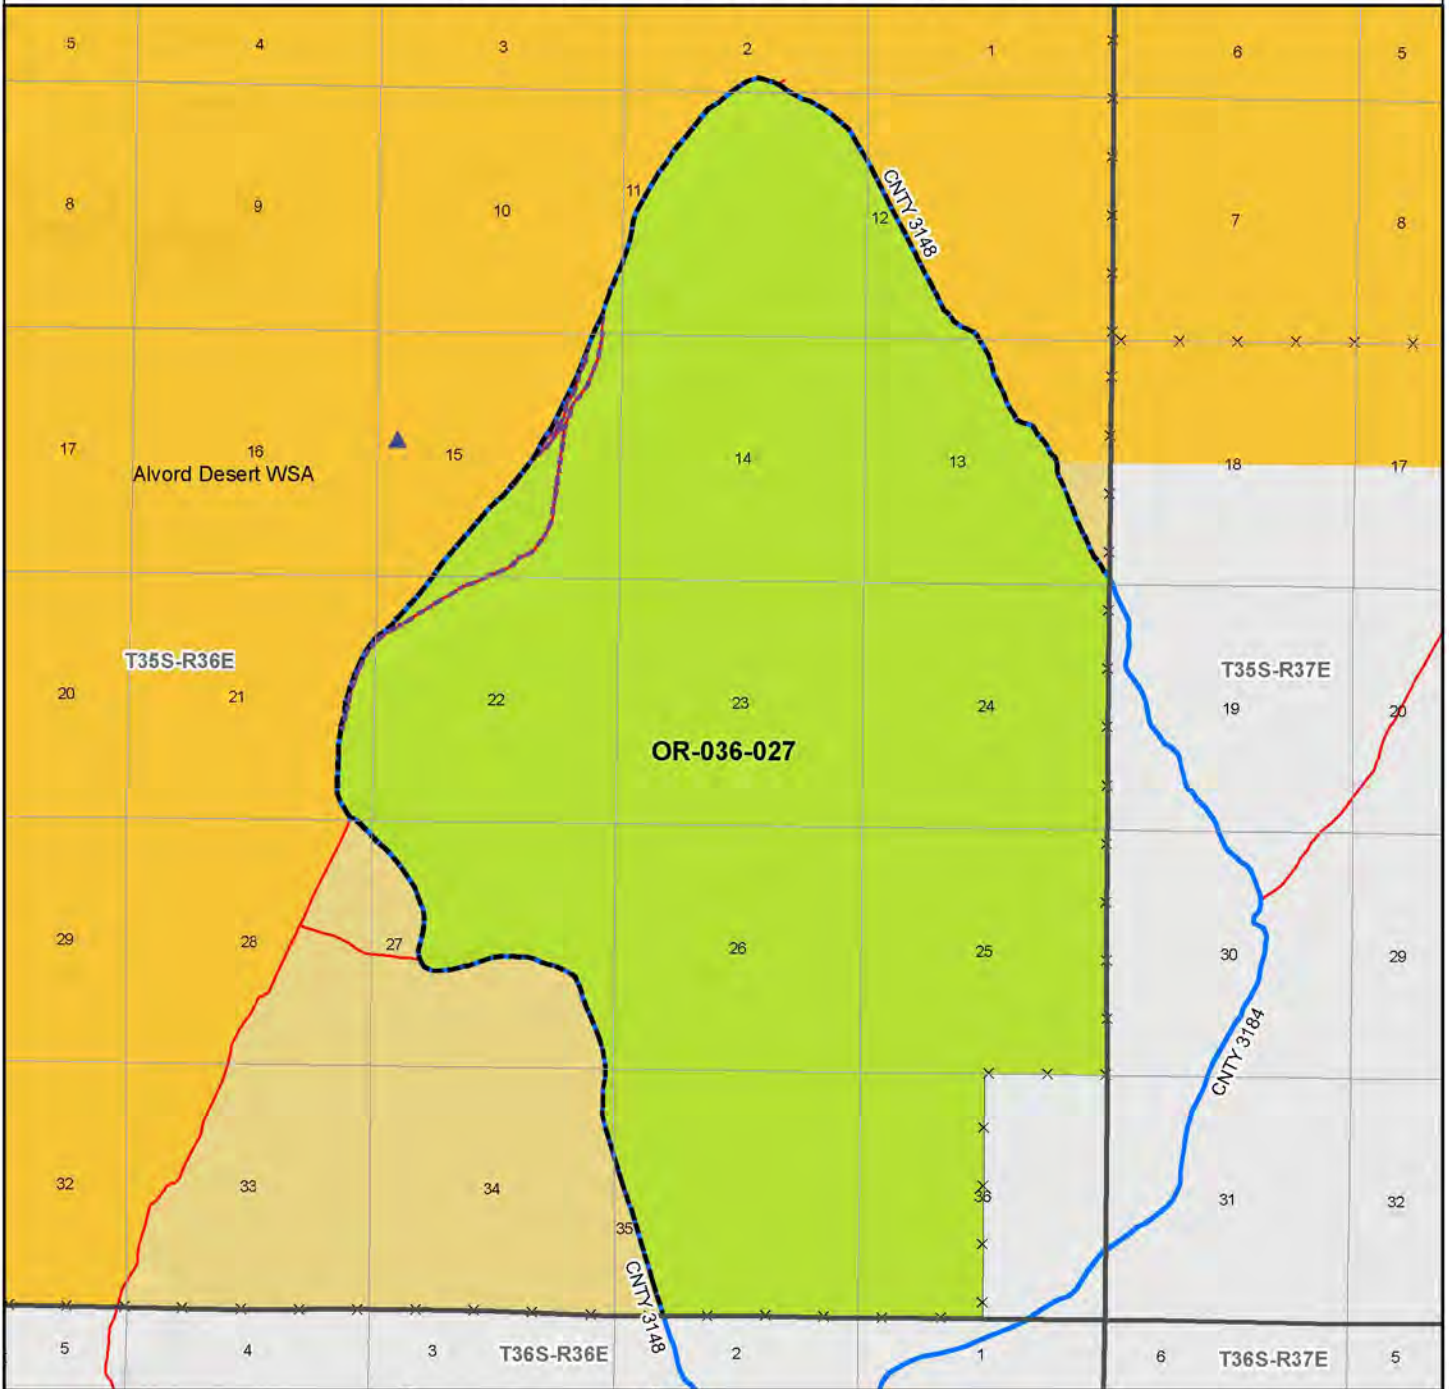 5 4 3 2 1 6 5
8 9 10 11 12 7 8
CNTY 3148
17 16 15 14 13 18 17
Alvord Desert WSA
T35S-R36E
T35S-R37E
20 21 22 23 24 19 20
OR-036-027
29 28 27 26 25 30 29
CNTY 3184
32 33 34 35 36 31 32
CNTY 3148
5 4 3 2 1 6 5
T36S-R36E
T36S-R37E